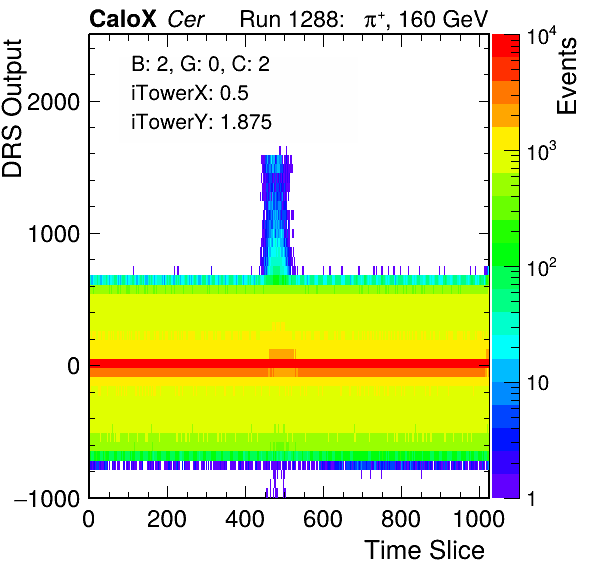 CaloX Cer Run 1288: π⁺, 160 GeV
B: 2, G: 0, C: 2
iTowerX: 0.5
iTowerY: 1.875
DRS Output
2000
1000
0
−1000
0 200 400 600 800 1000
Time Slice
Events
10⁴
10³
10²
10
1